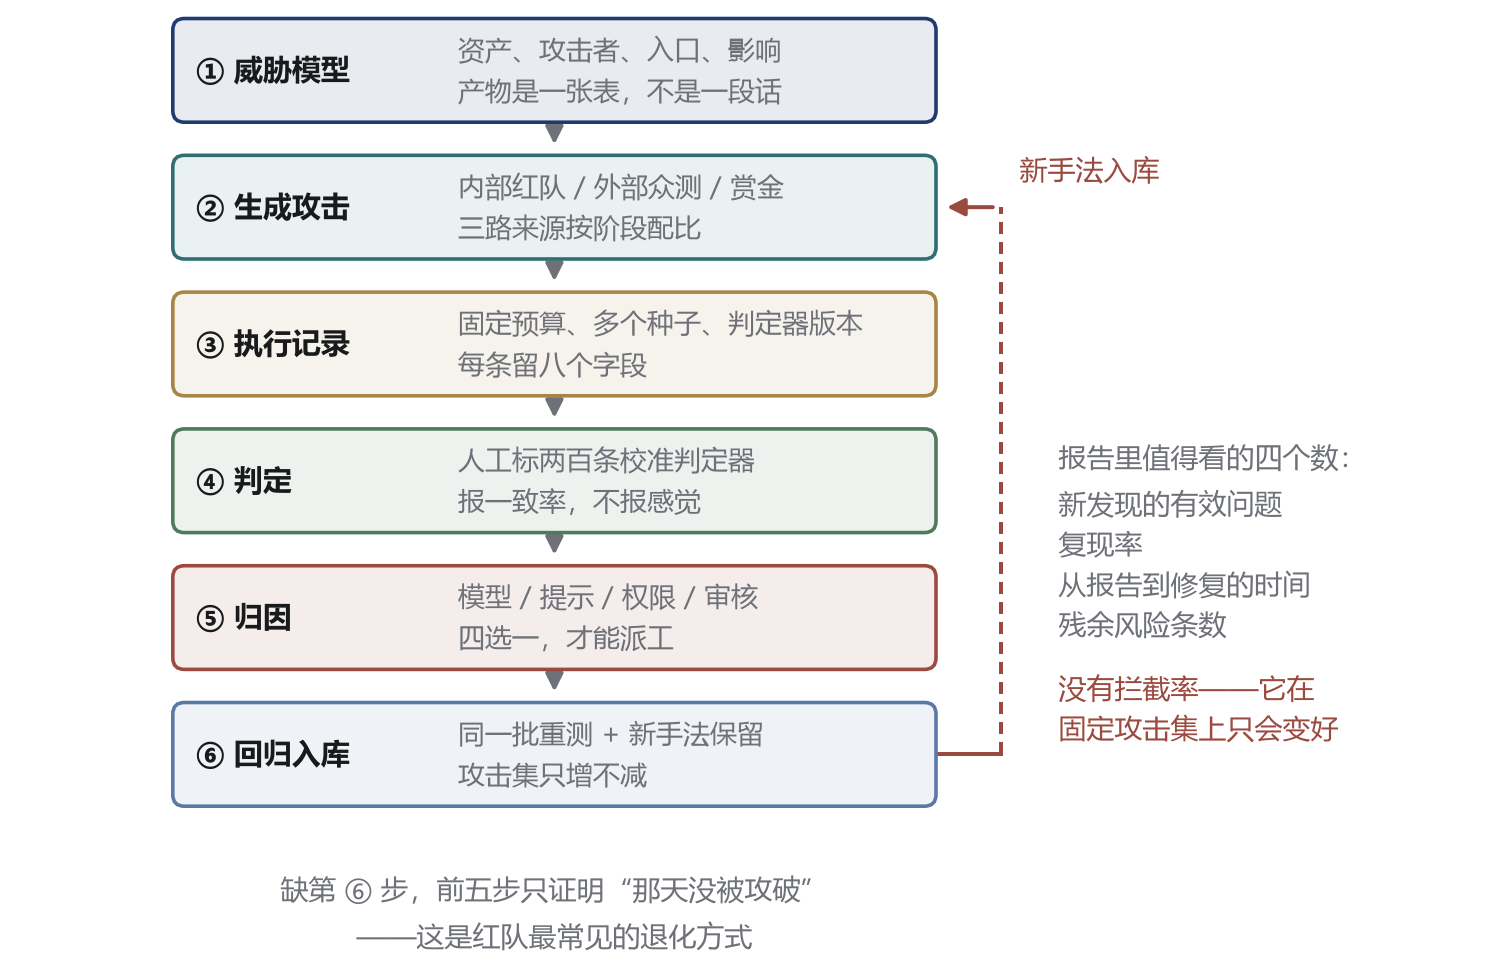 ① 威胁模型
资产、攻击者、入口、影响
产物是一张表，不是一段话
② 生成攻击
内部红队 / 外部众测 / 赏金
三路来源按阶段配比
新手法入库
③ 执行记录
固定预算、多个种子、判定器版本
每条留八个字段
④ 判定
人工标两百条校准判定器
报一致率，不报感觉
⑤ 归因
模型 / 提示 / 权限 / 审核
四选一，才能派工
⑥ 回归入库
同一批重测 + 新手法保留
攻击集只增不减
报告里值得看的四个数：
新发现的有效问题
复现率
从报告到修复的时间
残余风险条数
没有拦截率——它在
固定攻击集上只会变好
缺第 ⑥ 步，前五步只证明“那天没被攻破”
——这是红队最常见的退化方式